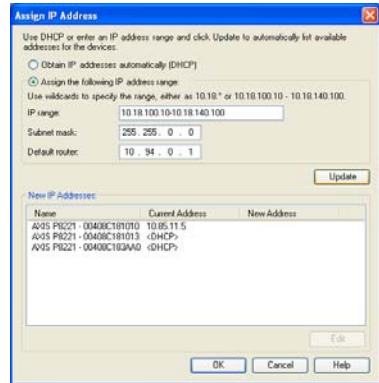 Assign IP Address
Use DHCP or enter an IP address range and click Update to automatically list available
addresses for the devices.
Obtain IP addresses automatically (DHCP)
Assign the following IP address range:
Use wildcards to specify the range, either as 10.18.* or 10.18.100.10 - 10.18.140.100.
IP range: 10.18.100.10-10.18.140.100
Subnet mask: 255 . 255 . 0 . 0
Default router: 10 . 94 . 0 . 1
Update
New IP Addresses:
Name Current Address New Address
AXIS P8221 - 00408C181010 10.85.11.5
AXIS P8221 - 00408C181013 <DHCP>
AXIS P8221 - 00408C183AA0 <DHCP>
Edit
OK Cancel Help